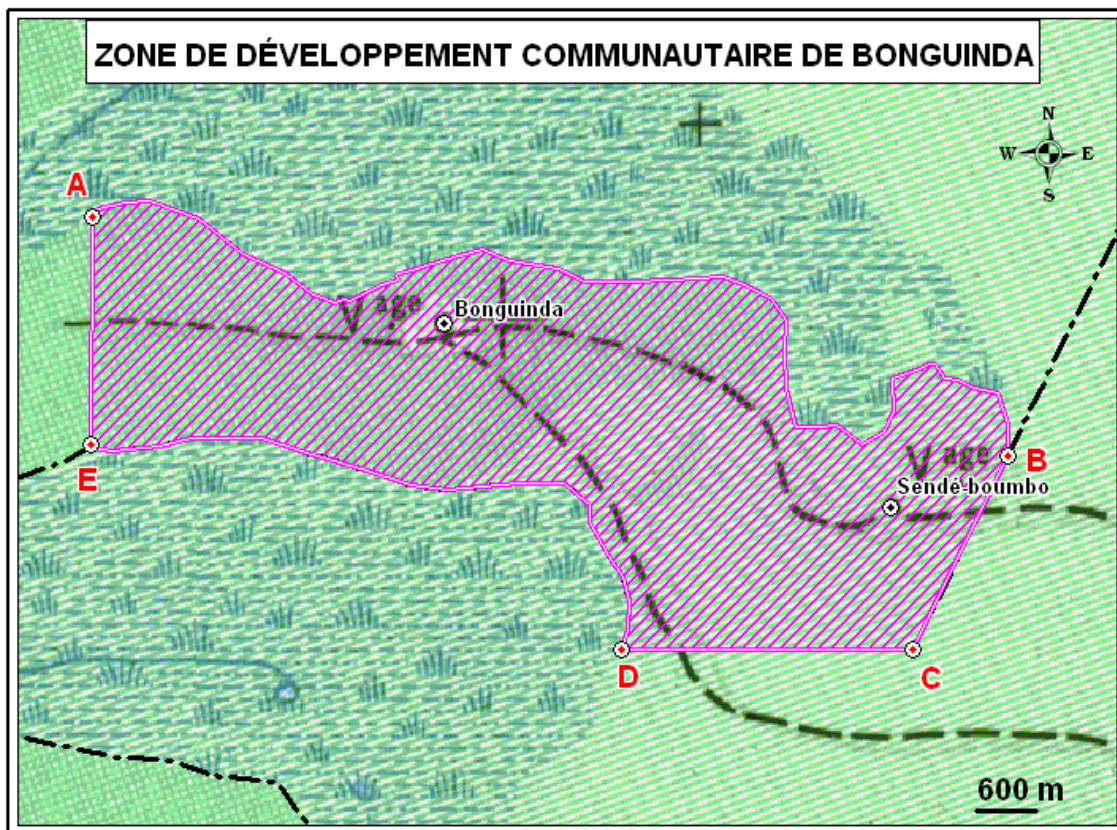 ZONE DE DÉVELOPPEMENT COMMUNAUTAIRE DE BONGUINDA
N
W E
S
A
Bonguinda
V age
V age
B
Sendé-boumbo
E
D
C
600 m